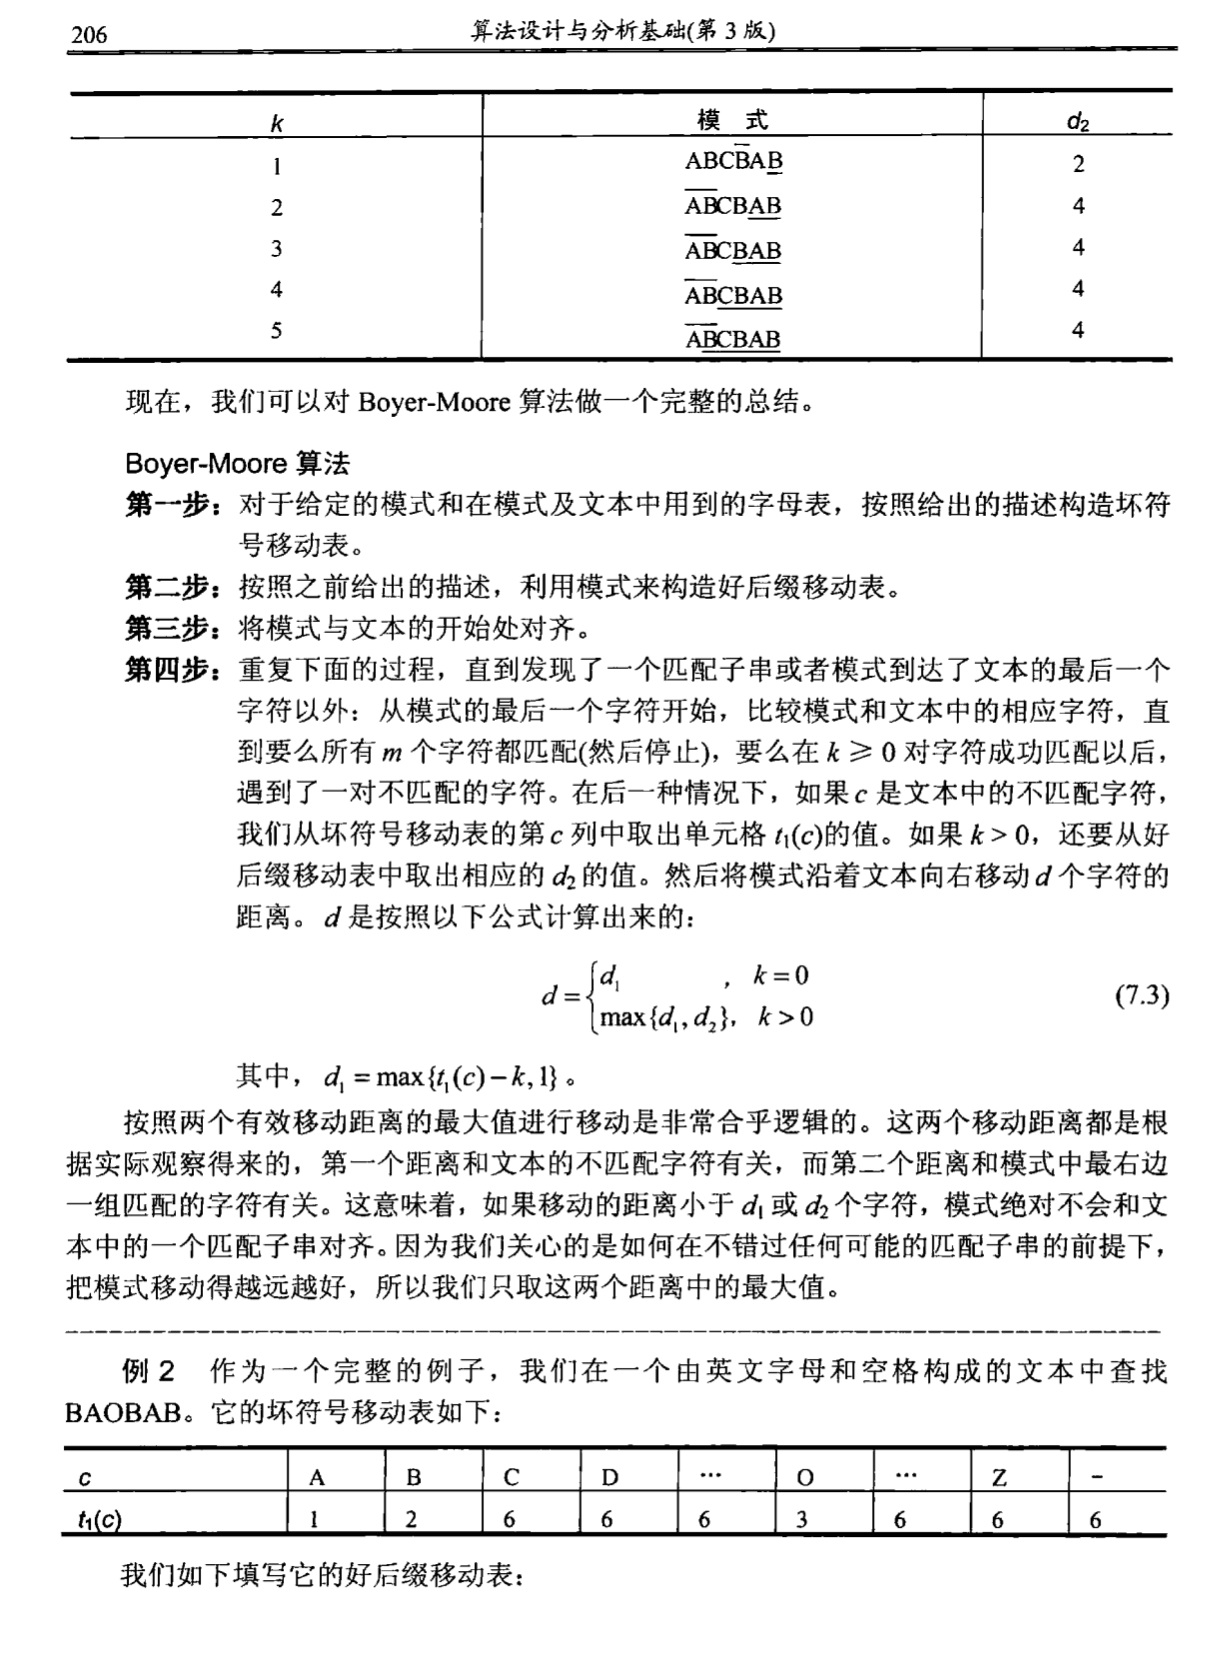 206
算法设计与分析基础(第 3 版)
k 模 式 d₂
1 ABCBAB 2
2 ABCBAB 4
3 ABCBAB 4
4 ABCBAB 4
5 ABCBAB 4
现在，我们可以对 Boyer-Moore 算法做一个完整的总结。
Boyer-Moore 算法
第一步：对于给定的模式和在模式及文本中用到的字母表，按照给出的描述构造坏符
号移动表。
第二步：按照之前给出的描述，利用模式来构造好后缀移动表。
第三步：将模式与文本的开始处对齐。
第四步：重复下面的过程，直到发现了一个匹配子串或者模式到达了文本的最后一个
字符以外：从模式的最后一个字符开始，比较模式和文本中的相应字符，直
到要么所有 m 个字符都匹配(然后停止)，要么在 k ≥ 0 对字符成功匹配以后，
遇到了一对不匹配的字符。在后一种情况下，如果 c 是文本中的不匹配字符，
我们从坏符号移动表的第 c 列中取出单元格 t₁(c)的值。如果 k > 0，还要从好
后缀移动表中取出相应的 d₂ 的值。然后将模式沿着文本向右移动 d 个字符的
距离。d 是按照以下公式计算出来的：
d = { d₁ , k = 0
max{d₁, d₂}, k > 0 (7.3)
其中，d₁ = max{t₁(c) − k, 1}。
按照两个有效移动距离的最大值进行移动是非常合乎逻辑的。这两个移动距离都是根
据实际观察得来的，第一个距离和文本的不匹配字符有关，而第二个距离和模式中最右边
一组匹配的字符有关。这意味着，如果移动的距离小于 d₁ 或 d₂ 个字符，模式绝对不会和文
本中的一个匹配子串对齐。因为我们关心的是如何在不错过任何可能的匹配子串的前提下，
把模式移动得越远越好，所以我们只取这两个距离中的最大值。
例 2 作为一个完整的例子，我们在一个由英文字母和空格构成的文本中查找
BAOBAB。它的坏符号移动表如下：
c A B C D … O … Z -
t₁(c) 1 2 6 6 6 3 6 6 6
我们如下填写它的好后缀移动表：